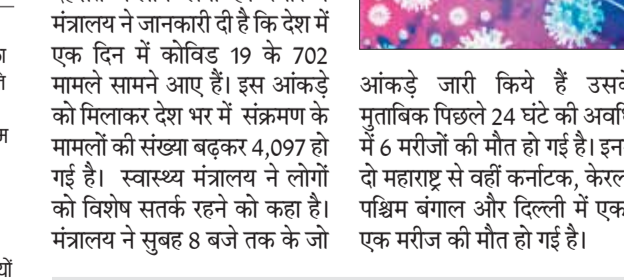 मंत्रालय ने जानकारी दी है कि देश में
एक दिन में कोविड 19 के 702
मामले सामने आए हैं। इस आंकड़े
को मिलाकर देश भर में संक्रमण के
मामलों की संख्या बढ़कर 4,097 हो
गई है। स्वास्थ्य मंत्रालय ने लोगों
को विशेष सतर्क रहने को कहा है।
मंत्रालय ने सुबह 8 बजे तक के जो
आंकड़े जारी किये हैं
मुताबिक पिछले 24 घंटे की
में 6 मरीजों की मौत हो गई है।
दो महाराष्ट्र से वहीं कर्नाटक, केरल
पश्चिम बंगाल और दिल्ली में एक
एक मरीज की मौत हो गई है।